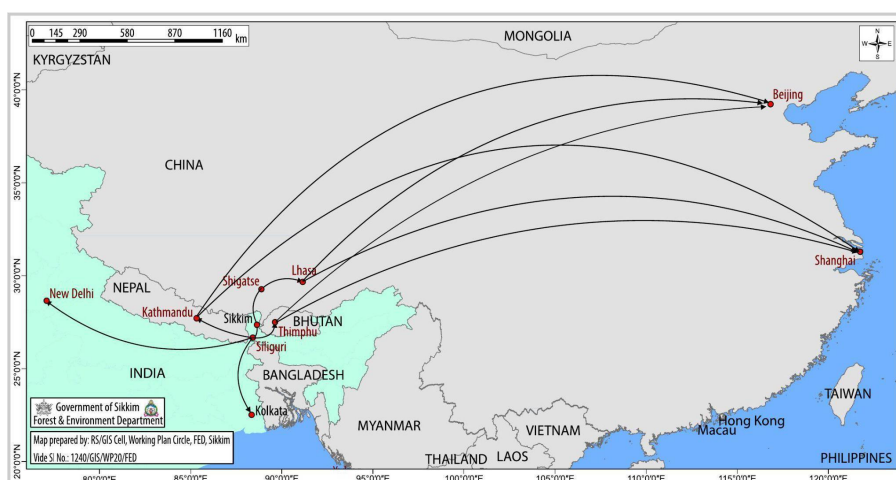 0 145 290 580 870 1160 km
N
W E
S
MONGOLIA
KYRGYZSTAN
40°0'0"N
Beijing
CHINA
35°0'0"N
30°0'0"N
Shanghai
Lhasa
Shigatse
NEPAL
New Delhi
Kathmandu
Sikkim
BHUTAN
Thimphu
Siliguri
25°0'0"N
INDIA
BANGLADESH
TAIWAN
Kolkata
Hong Kong
Macau
MYANMAR
VIETNAM
LAOS
THAILAND
PHILIPPINES
Government of Sikkim
Forest & Environment Department
Map prepared by: RS/GIS Cell, Working Plan Circle, FED, Sikkim
Vide Sl No.: 1240/GIS/WP20/FED
20°0'0"N
80°0'0"E 85°0'0"E 90°0'0"E 95°0'0"E 100°0'0"E 105°0'0"E 110°0'0"E 115°0'0"E 120°0'0"E